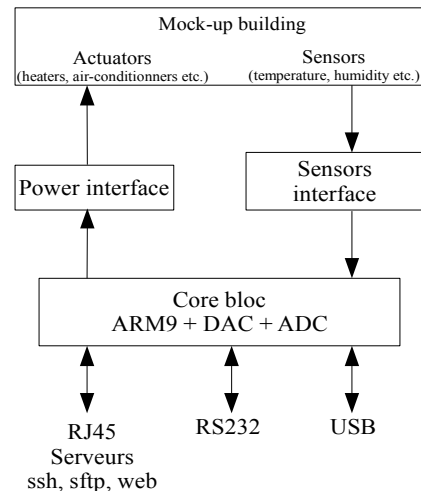 Mock-up building
Actuators
(heaters, air-conditionners etc.)
Sensors
(temperature, humidity etc.)
Power interface
Sensors
interface
Core bloc
ARM9 + DAC + ADC
RJ45
Serveurs
ssh, sftp, web
RS232
USB